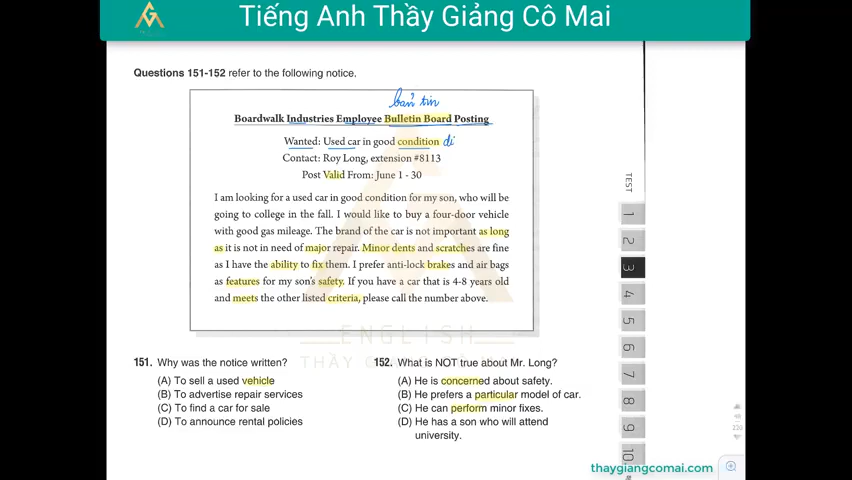 Tiếng Anh Thầy Giảng Cô Mai
Questions 151-152 refer to the following notice.
bản tin
Boardwalk Industries Employee Bulletin Board Posting
Wanted: Used car in good condition
Contact: Roy Long, extension #8113
Post Valid From: June 1 - 30
I am looking for a used car in good condition for my son, who will be
going to college in the fall. I would like to buy a four-door vehicle
with good gas mileage. The brand of the car is not important as long
as it is not in need of major repair. Minor dents and scratches are fine
as I have the ability to fix them. I prefer anti-lock brakes and air bags
as features for my son's safety. If you have a car that is 4-8 years old
and meets the other listed criteria, please call the number above.
ENGLISH
151. Why was the notice written?
(A) To sell a used vehicle
(B) To advertise repair services
(C) To find a car for sale
(D) To announce rental policies
152. What is NOT true about Mr. Long?
(A) He is concerned about safety.
(B) He prefers a particular model of car.
(C) He can perform minor fixes.
(D) He has a son who will attend
university.
TEST
1
2
3
4
5
6
7
8
9
10
thaygiangcomai.com